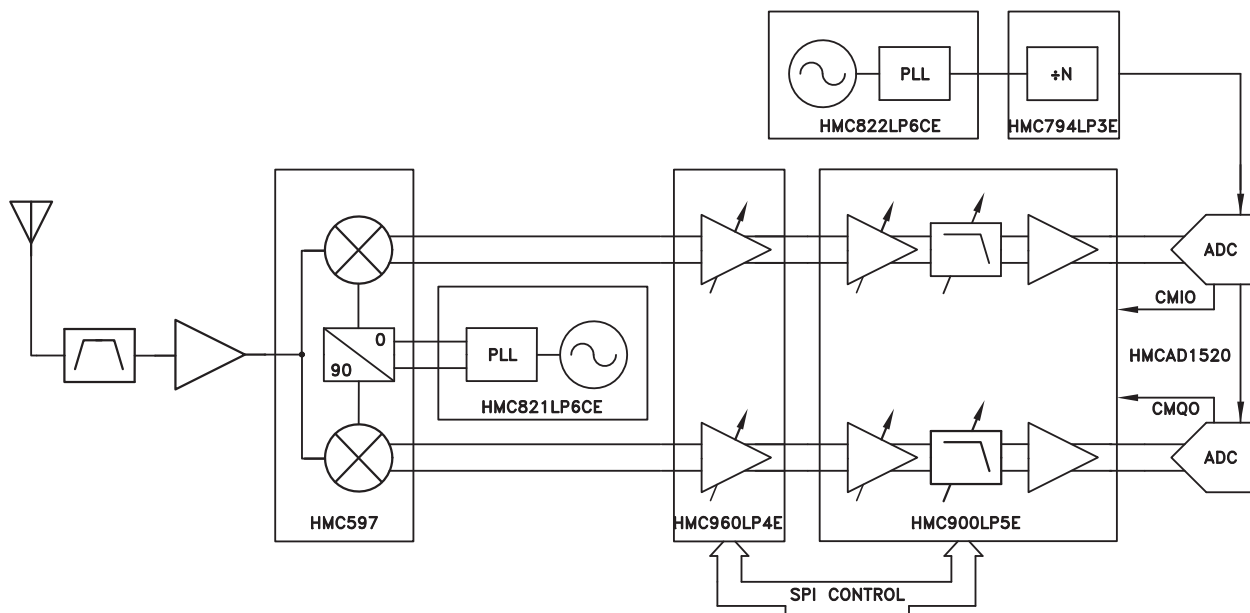 PLL
÷N
HMC822LP6CE
HMC794LP3E
ADC
CMIO
0
90
PLL
HMCAD1520
HMC821LP6CE
CMQO
ADC
HMC597
HMC960LP4E
HMC900LP5E
SPI CONTROL